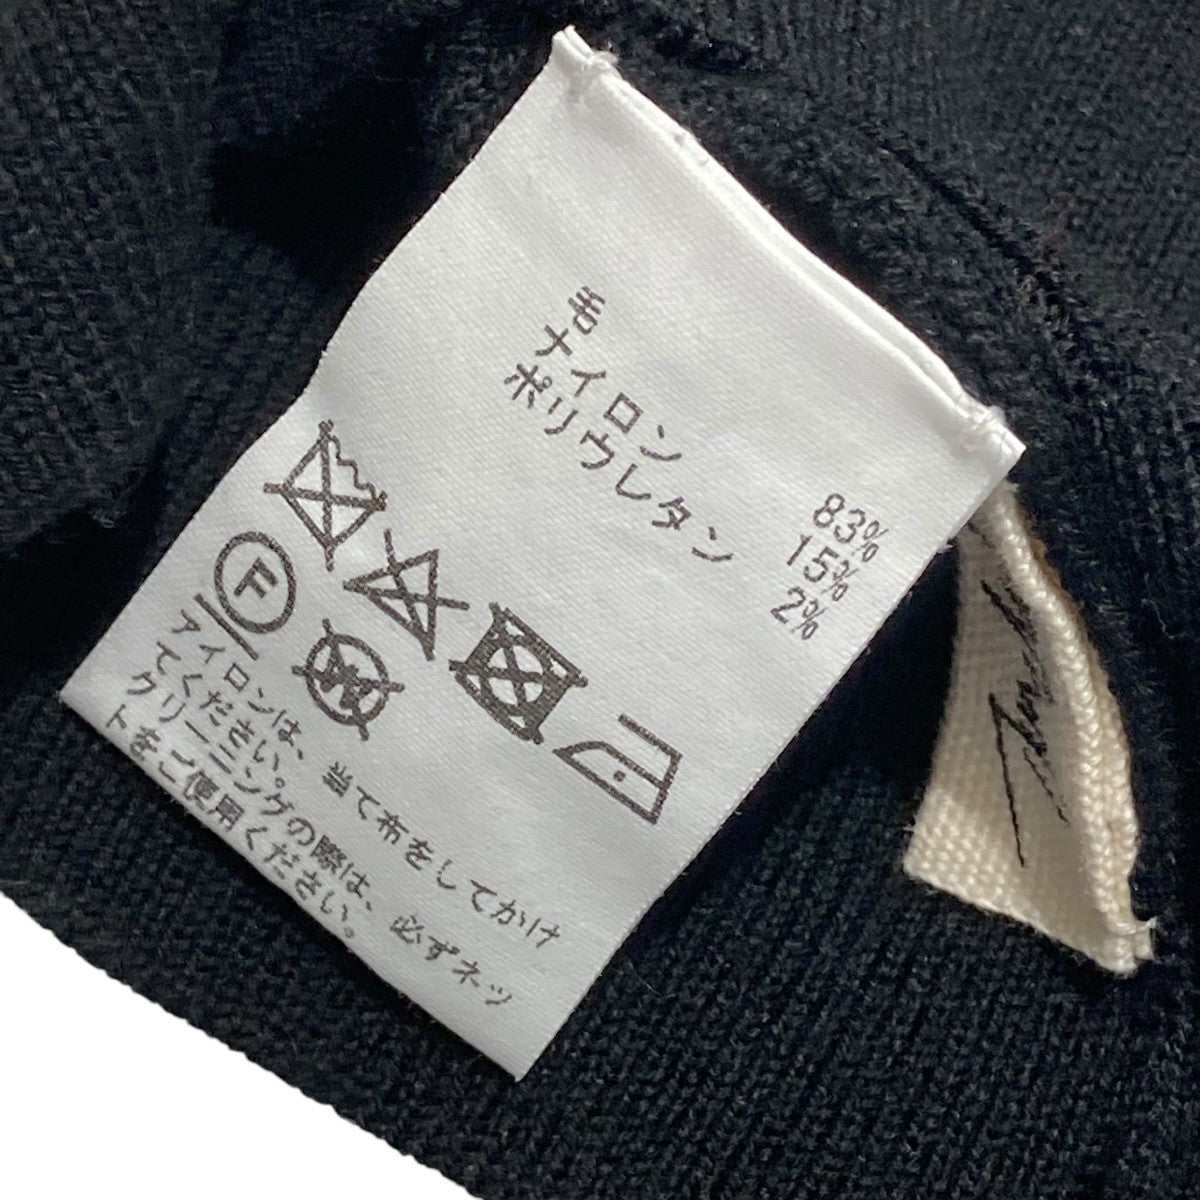 毛 83%
ナイロン 15%
ポリウレタン 2%
F
W
アイロンは、当て布をしてかけ
てください。
クリーニングの際は、必ずネッ
トをご使用ください。